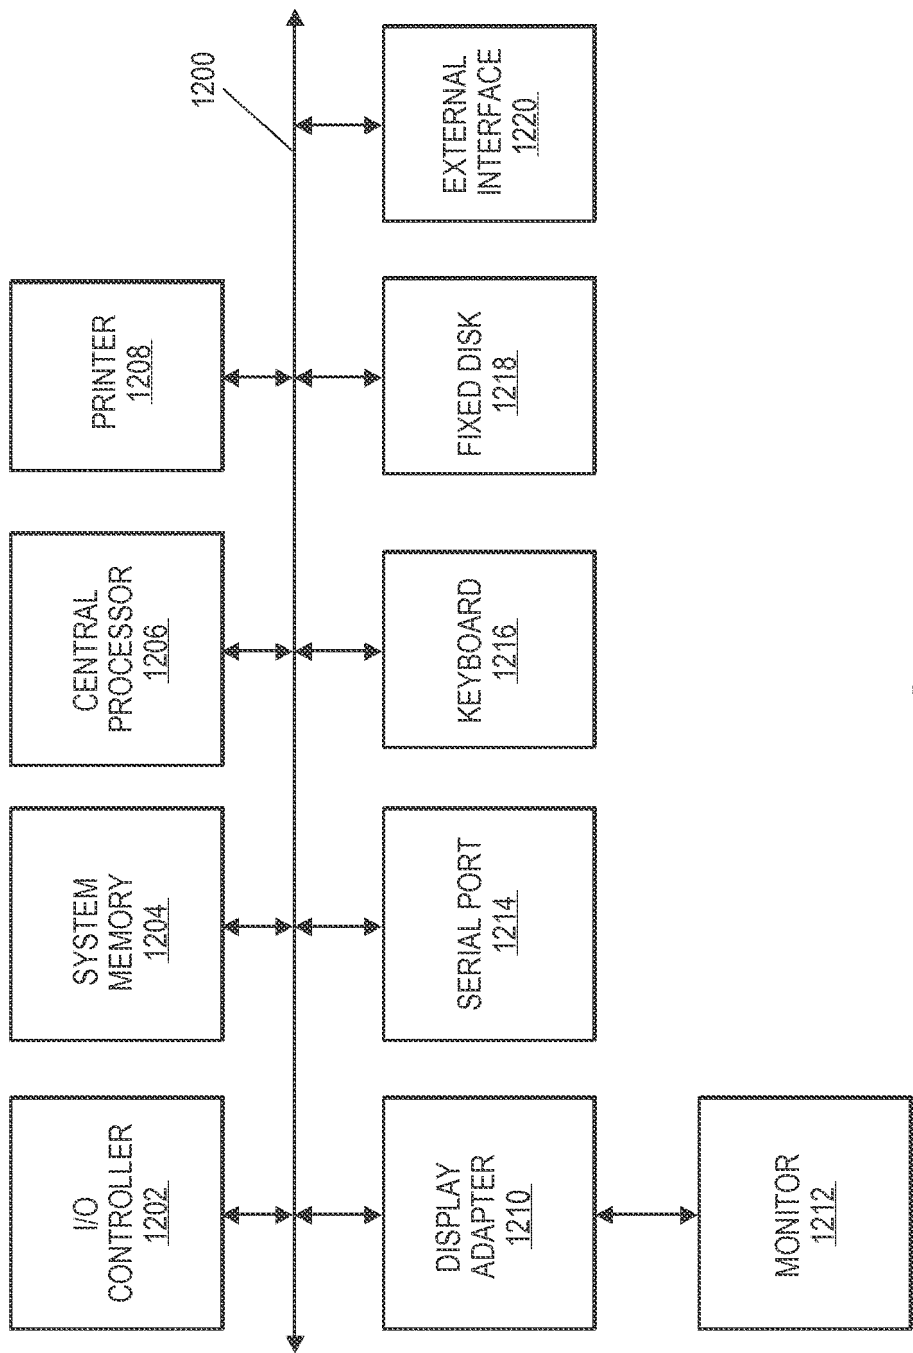 1200
I/O
CONTROLLER
1202
SYSTEM
MEMORY
1204
CENTRAL
PROCESSOR
1206
PRINTER
1208
DISPLAY
ADAPTER
1210
SERIAL PORT
1214
KEYBOARD
1216
FIXED DISK
1218
EXTERNAL
INTERFACE
1220
MONITOR
1212